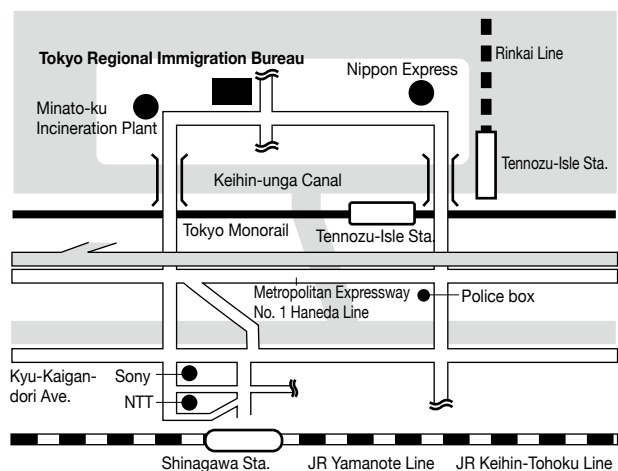 Rinkai Line
Tokyo Regional Immigration Bureau
Nippon Express
Minato-ku
Incineration Plant
Tennozu-Isle Sta.
Keihin-unga Canal
Tokyo Monorail
Tennozu-Isle Sta.
Metropolitan Expressway
No. 1 Haneda Line
Police box
Kyu-Kaigan-
dori Ave.
Sony
NTT
Shinagawa Sta.
JR Yamanote Line
JR Keihin-Tohoku Line